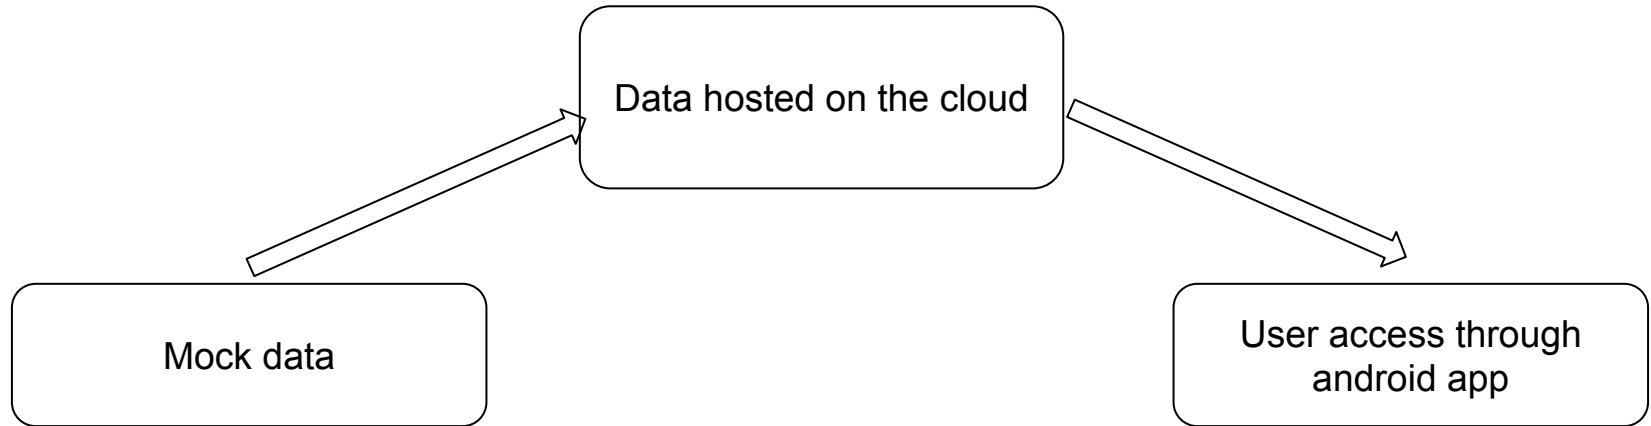 Data hosted on the cloud
Mock data
User access through
android app